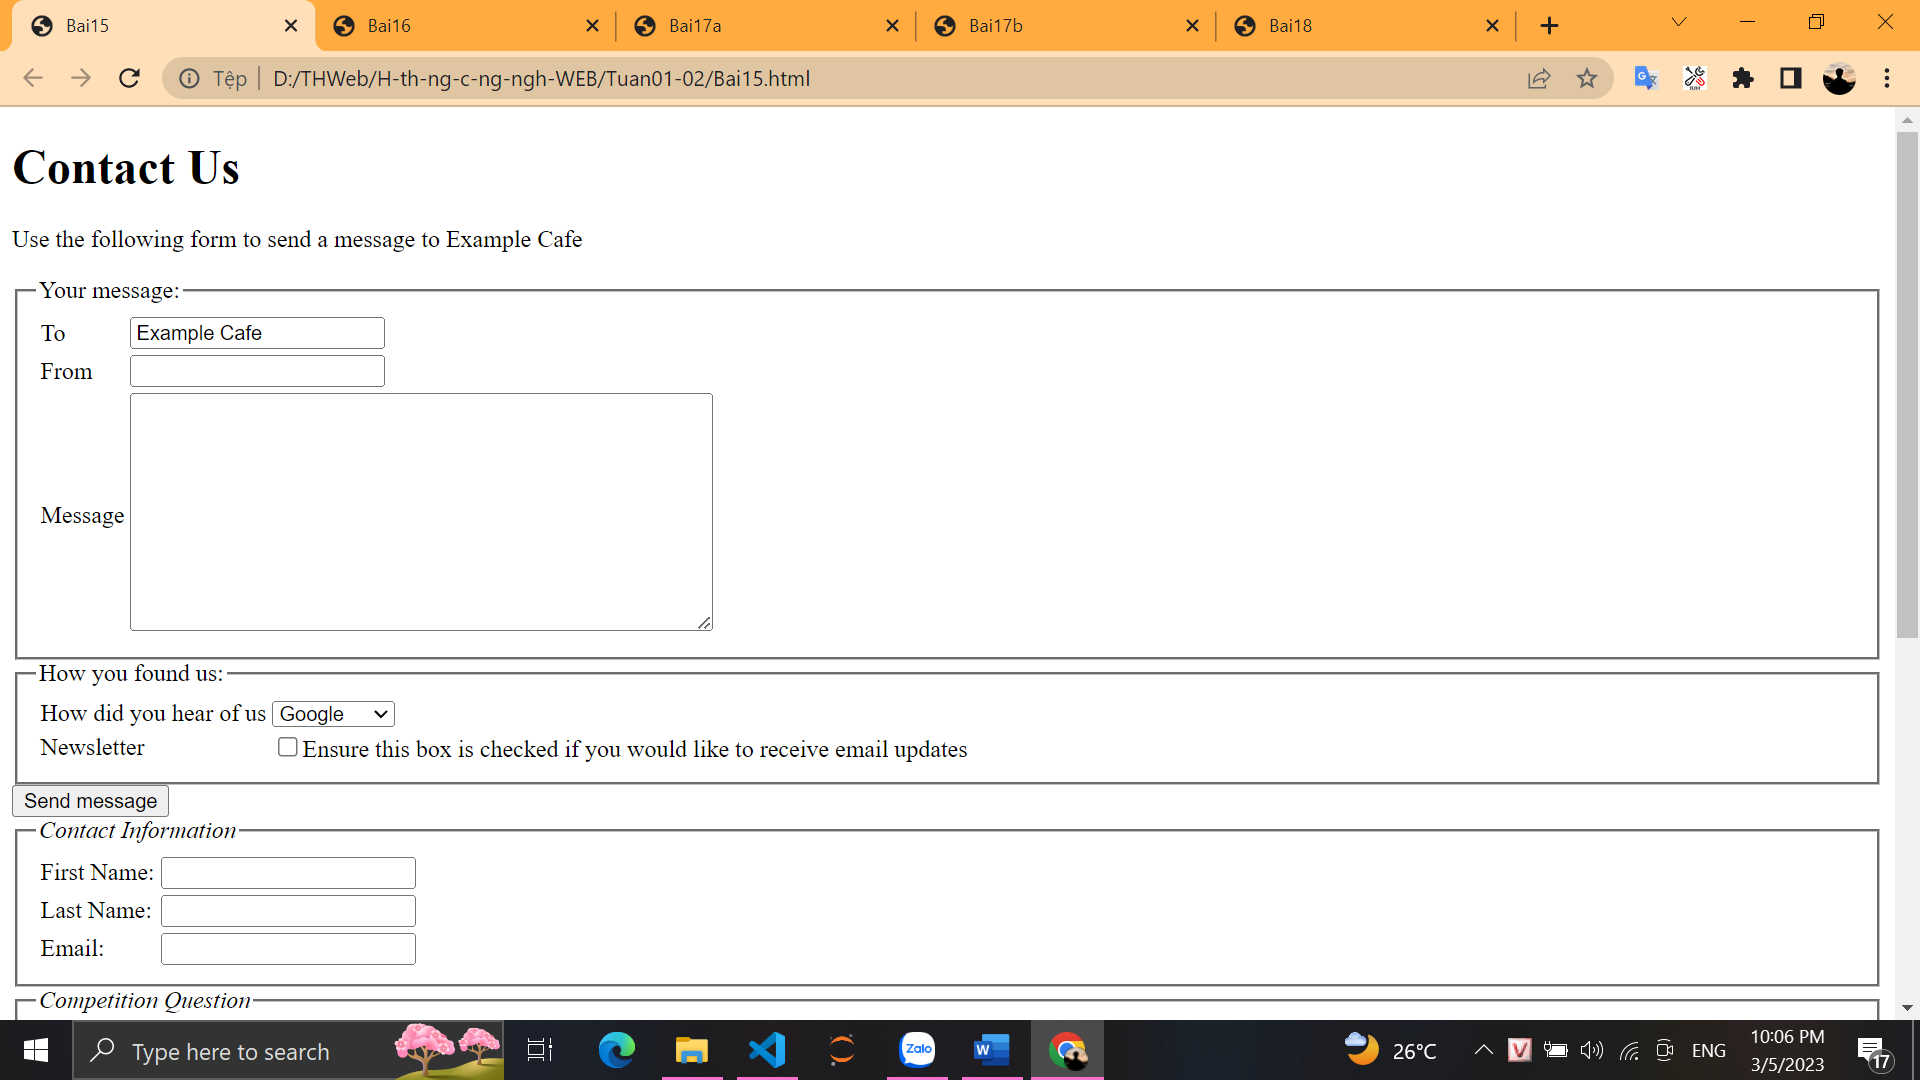 Bai15
Bai16
Bai17a
Bai17b
Bai18
Tệp
D:/THWeb/H-th-ng-c-ng-ngh-WEB/Tuan01-02/Bai15.html
Contact Us
Use the following form to send a message to Example Cafe
Your message:
To Example Cafe
From
Message
How you found us:
How did you hear of us Google
Newsletter Ensure this box is checked if you would like to receive email updates
Send message
Contact Information
First Name:
Last Name:
Email:
Competition Question
Type here to search
Zalo
W
26°C
V
ENG
10:06 PM
3/5/2023
17